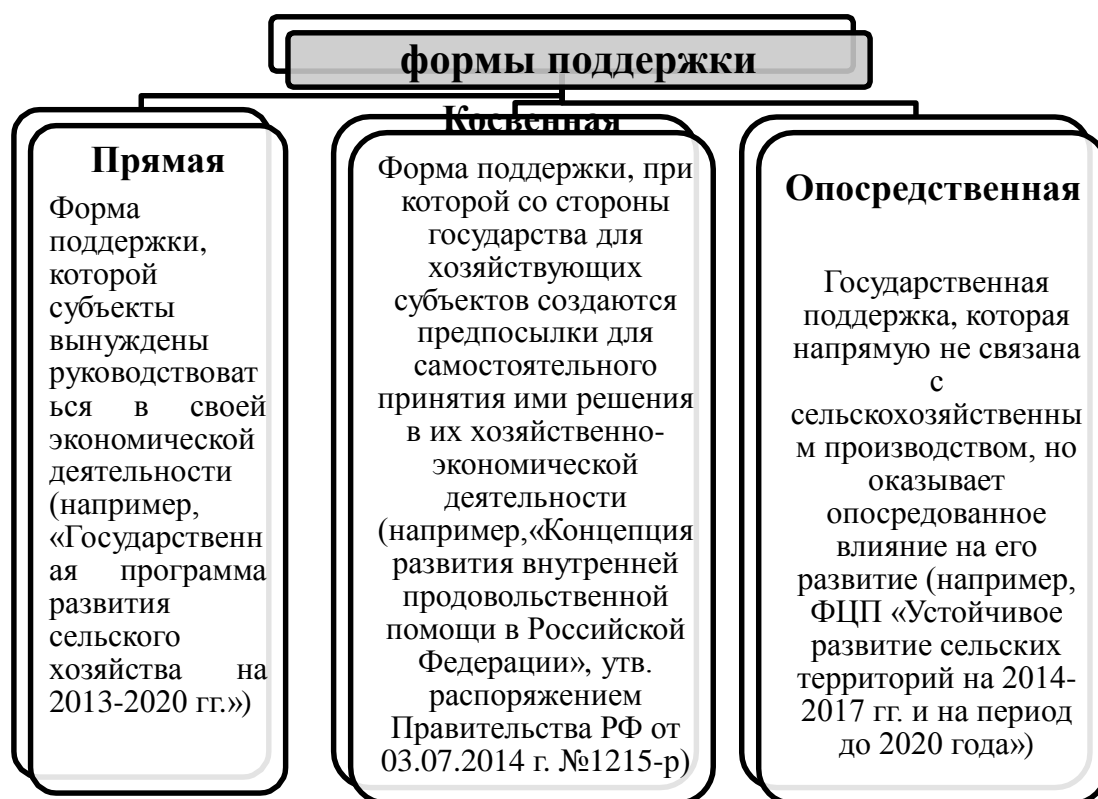 формы поддержки
Прямая
Форма
поддержки,
которой
субъекты
вынуждены
руководствоват
ься в своей
экономической
деятельности
(например,
«Государственн
ая программа
развития
сельского
хозяйства на
2013-2020 гг.»)
Косвенная
Форма поддержки, при
которой со стороны
государства для
хозяйствующих
субъектов создаются
предпосылки для
самостоятельного
принятия ими решения
в их хозяйственно-
экономической
деятельности
(например,«Концепция
развития внутренней
продовольственной
помощи в Российской
Федерации», утв.
распоряжением
Правительства РФ от
03.07.2014 г. №1215-р)
Опосредственная
Государственная
поддержка, которая
напрямую не связана
с
сельскохозяйственны
м производством, но
оказывает
опосредованное
влияние на его
развитие (например,
ФЦП «Устойчивое
развитие сельских
территорий на 2014-
2017 гг. и на период
до 2020 года»)